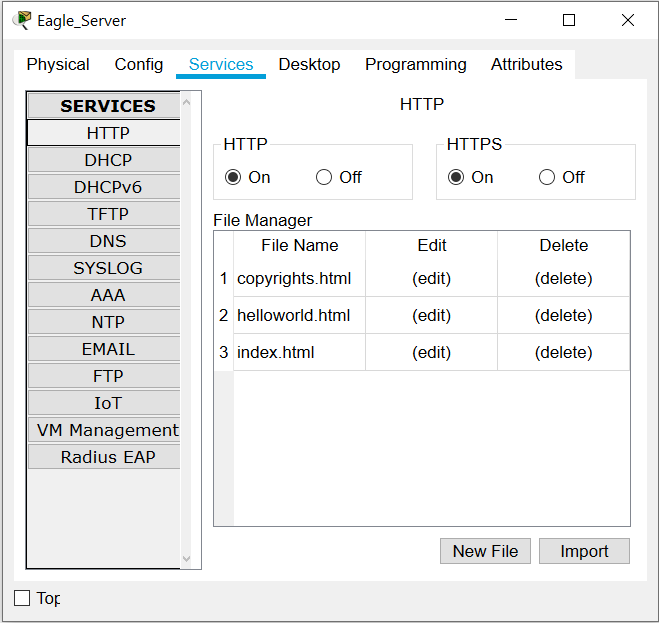 Eagle_Server
Physical Config Services Desktop Programming Attributes
SERVICES
HTTP
DHCP
DHCPv6
TFTP
DNS
SYSLOG
AAA
NTP
EMAIL
FTP
IoT
VM Management
Radius EAP
HTTP
HTTP
On Off
HTTPS
On Off
File Manager
File Name Edit Delete
1 copyrights.html (edit) (delete)
2 helloworld.html (edit) (delete)
3 index.html (edit) (delete)
New File Import
Top